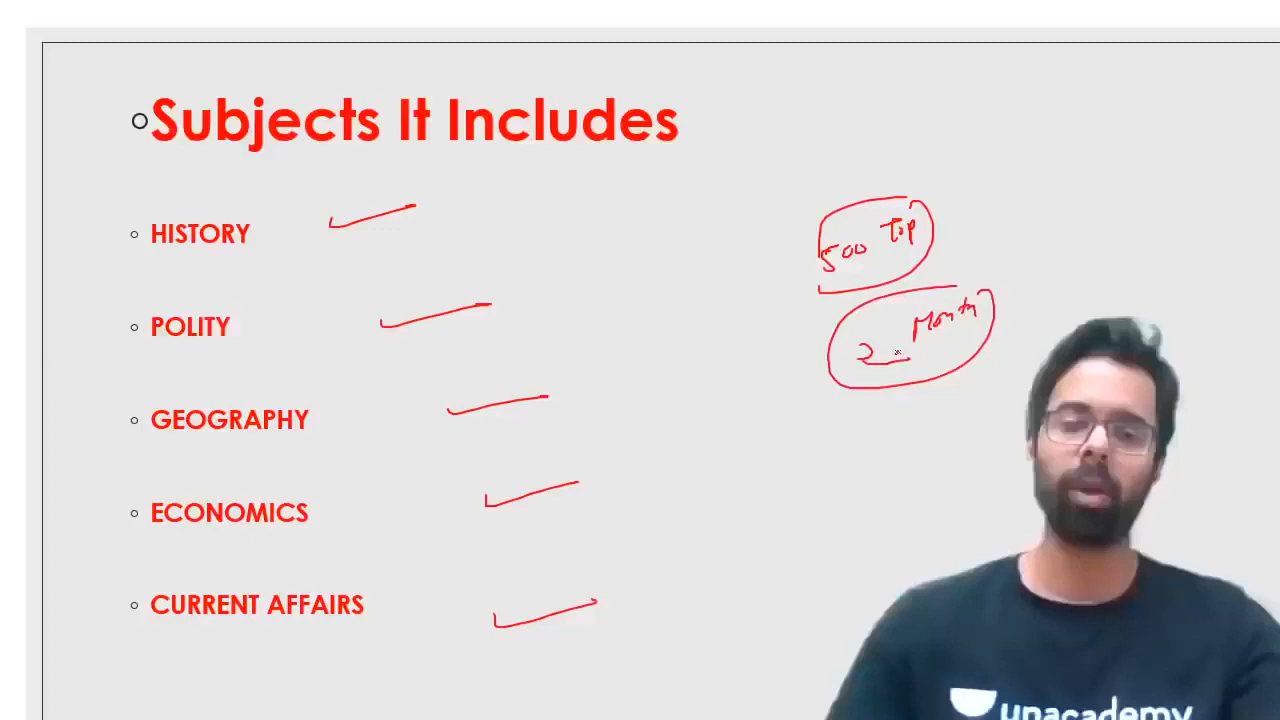 Subjects It Includes
HISTORY
POLITY
GEOGRAPHY
ECONOMICS
CURRENT AFFAIRS
500 Top
2 Month
unacademy